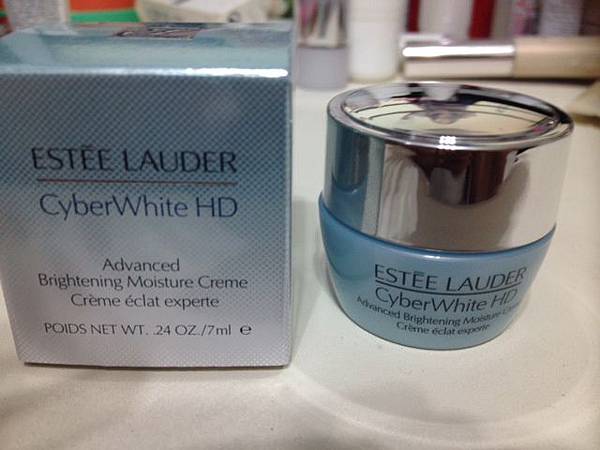 ESTĒE LAUDER
CyberWhite HD
Advanced
Brightening Moisture Creme
Crème éclat experte
POIDS NET WT. .24 OZ./7ml ℮
ESTĒE LAUDER
CyberWhite HD
Advanced Brightening Moisture
Crème éclat experte